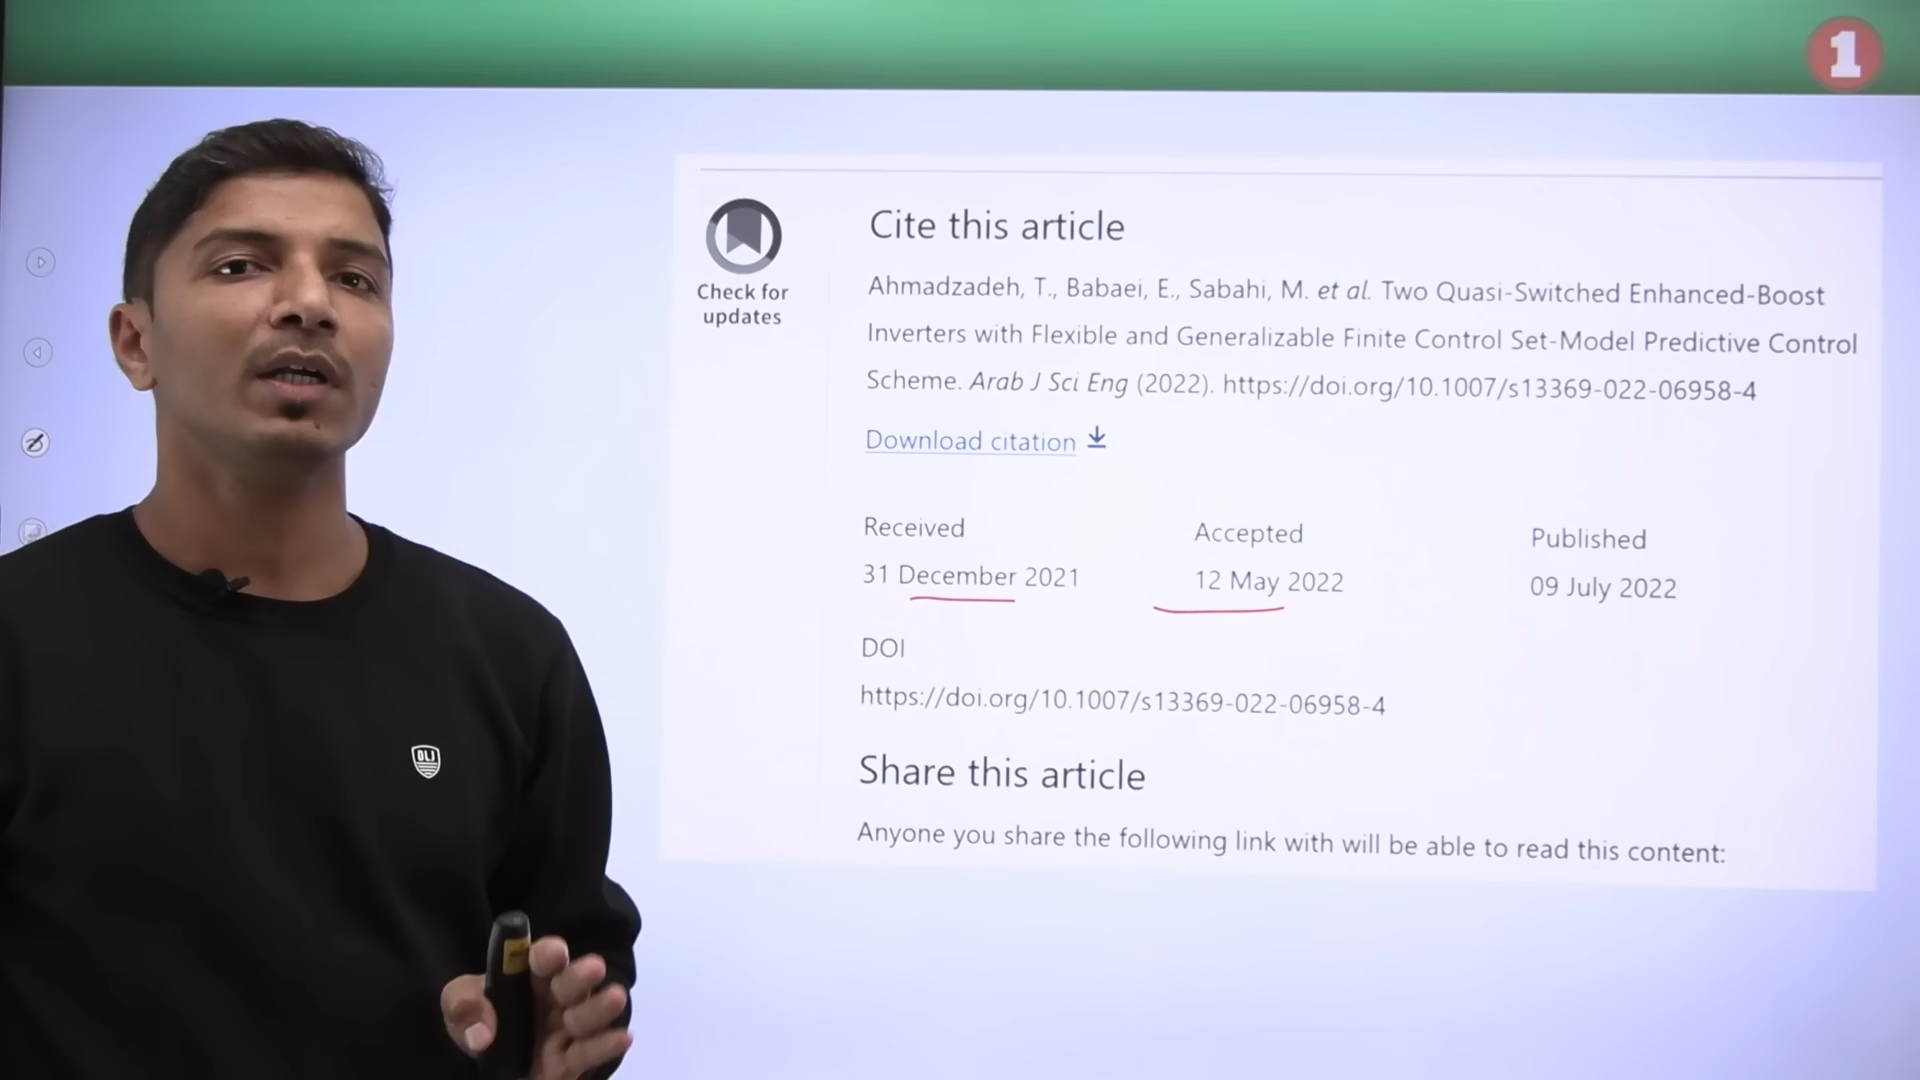 1
Cite this article
Check for
updates
Ahmadzadeh, T., Babaei, E., Sabahi, M. et al. Two Quasi-Switched Enhanced-Boost
Inverters with Flexible and Generalizable Finite Control Set-Model Predictive Control
Scheme. Arab J Sci Eng (2022). https://doi.org/10.1007/s13369-022-06958-4
Download citation
Received
Accepted
Published
31 December 2021
12 May 2022
09 July 2022
DOI
https://doi.org/10.1007/s13369-022-06958-4
Share this article
Anyone you share the following link with will be able to read this content: